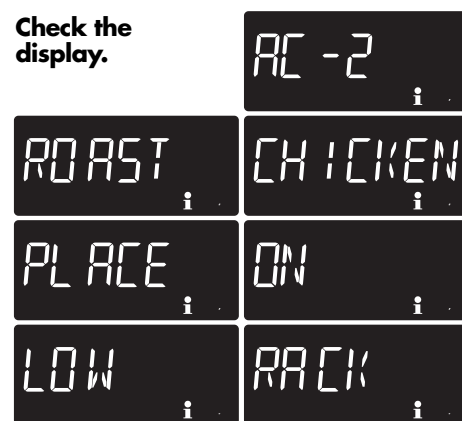 Check the
display.
AC-2
ROAST
CHICKEN
PLACE
ON
LOW
RACK